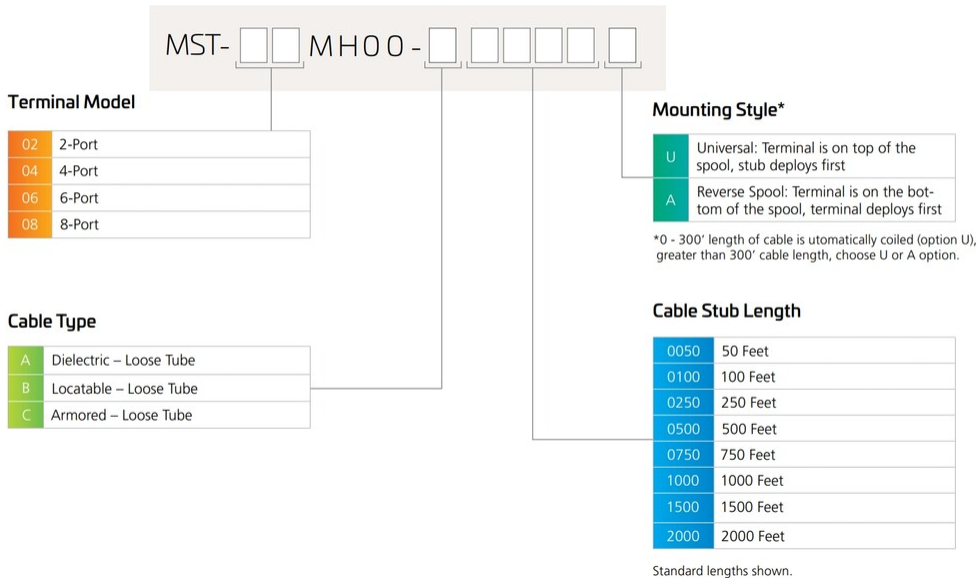 MST- MH00 -
Terminal Model
02 2-Port
04 4-Port
06 6-Port
08 8-Port
Cable Type
A Dielectric – Loose Tube
B Locatable – Loose Tube
C Armored – Loose Tube
Mounting Style*
U Universal: Terminal is on top of the
spool, stub deploys first
A Reverse Spool: Terminal is on the bot-
tom of the spool, terminal deploys first
*0 - 300' length of cable is utomatically coiled (option U),
greater than 300' cable length, choose U or A option.
Cable Stub Length
0050 50 Feet
0100 100 Feet
0250 250 Feet
0500 500 Feet
0750 750 Feet
1000 1000 Feet
1500 1500 Feet
2000 2000 Feet
Standard lengths shown.